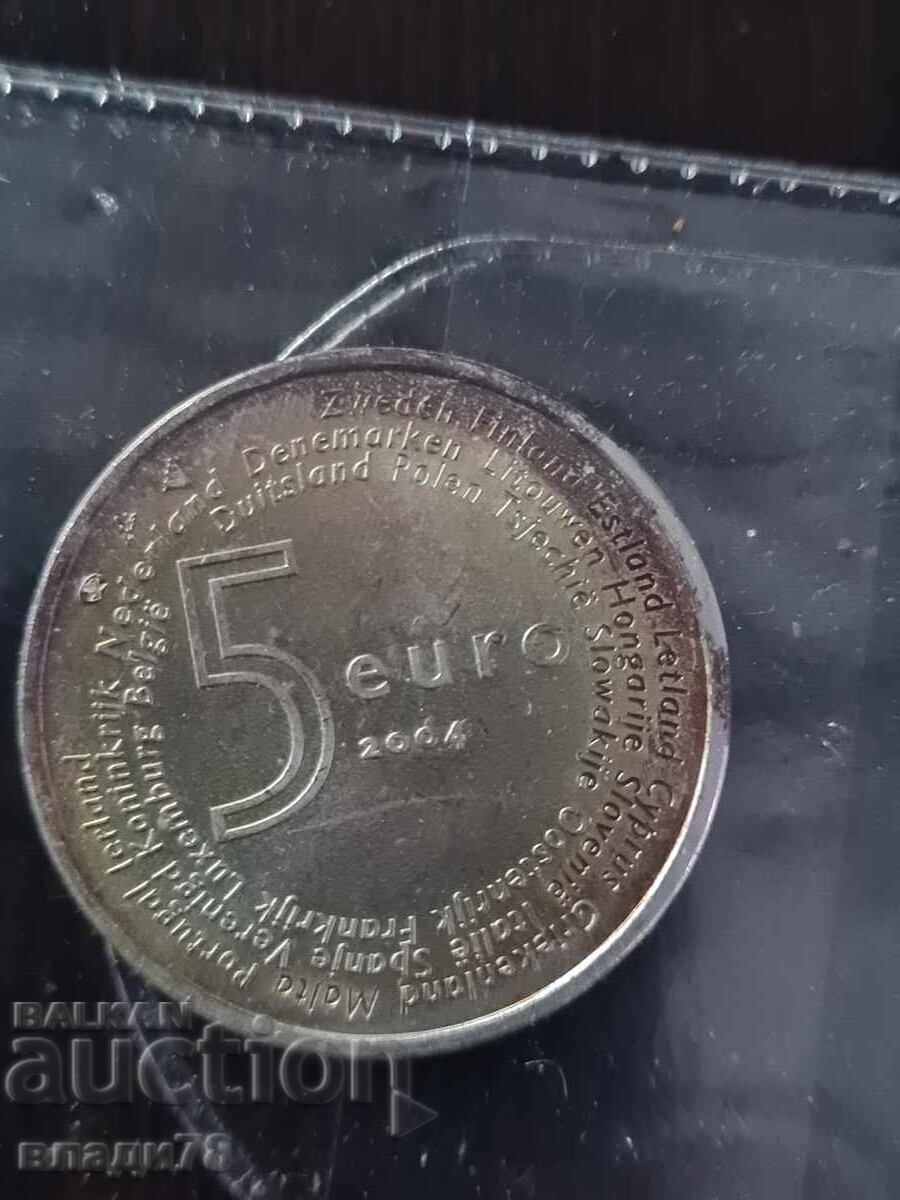 Zweden Finland Estland Letland Cyprus Griekenland Malta Portugal Ierland
Nederland Denemarken Litouwen Hongarije Slovenië Italië Spanje Verenigd Koninkrijk
Duitsland Polen Tsjechië Slowakije Oostenrijk Frankrijk Luxemburg België
5 euro
2004
BALKAN
auction
влади78